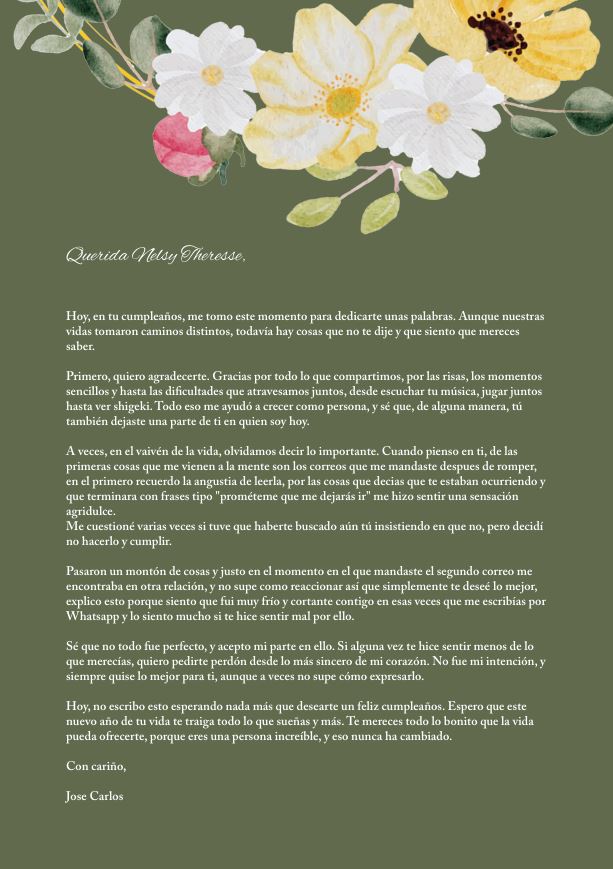 Querida Nelsy Theresse,
Hoy, en tu cumpleaños, me tomo este momento para dedicarte unas palabras. Aunque nuestras
vidas tomaron caminos distintos, todavía hay cosas que no te dije y que siento que mereces
saber.
Primero, quiero agradecerte. Gracias por todo lo que compartimos, por las risas, los momentos
sencillos y hasta las dificultades que atravesamos juntos, desde escuchar tu música, jugar juntos
hasta ver shigeki. Todo eso me ayudó a crecer como persona, y sé que, de alguna manera, tú
también dejaste una parte de ti en quien soy hoy.
A veces, en el vaivén de la vida, olvidamos decir lo importante. Cuando pienso en ti, de las
primeras cosas que me vienen a la mente son los correos que me mandaste despues de romper,
en el primero recuerdo la angustia de leerla, por las cosas que decias que te estaban ocurriendo y
que terminara con frases tipo "prométeme que me dejarás ir" me hizo sentir una sensación
agridulce.
Me cuestioné varias veces si tuve que haberte buscado aún tú insistiendo en que no, pero decidí
no hacerlo y cumplir.
Pasaron un montón de cosas y justo en el momento en el que mandaste el segundo correo me
encontraba en otra relación, y no supe como reaccionar así que simplemente te deseé lo mejor,
explico esto porque siento que fui muy frío y cortante contigo en esas veces que me escribías por
Whatsapp y lo siento mucho si te hice sentir mal por ello.
Sé que no todo fue perfecto, y acepto mi parte en ello. Si alguna vez te hice sentir menos de lo
que merecías, quiero pedirte perdón desde lo más sincero de mi corazón. No fue mi intención, y
siempre quise lo mejor para ti, aunque a veces no supe cómo expresarlo.
Hoy, no escribo esto esperando nada más que desearte un feliz cumpleaños. Espero que este
nuevo año de tu vida te traiga todo lo que sueñas y más. Te mereces todo lo bonito que la vida
pueda ofrecerte, porque eres una persona increíble, y eso nunca ha cambiado.
Con cariño,
Jose Carlos